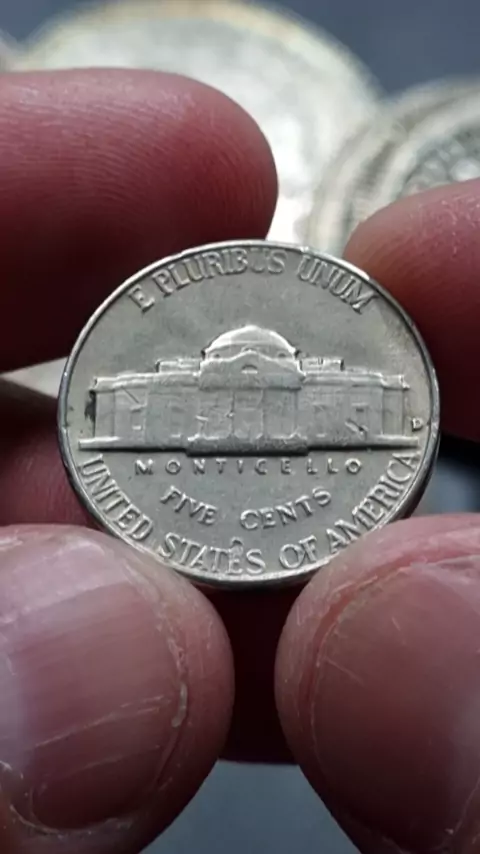 E PLURIBUS UNUM
D
MONTICELLO
FIVE CENTS
UNITED STATES OF AMERICA